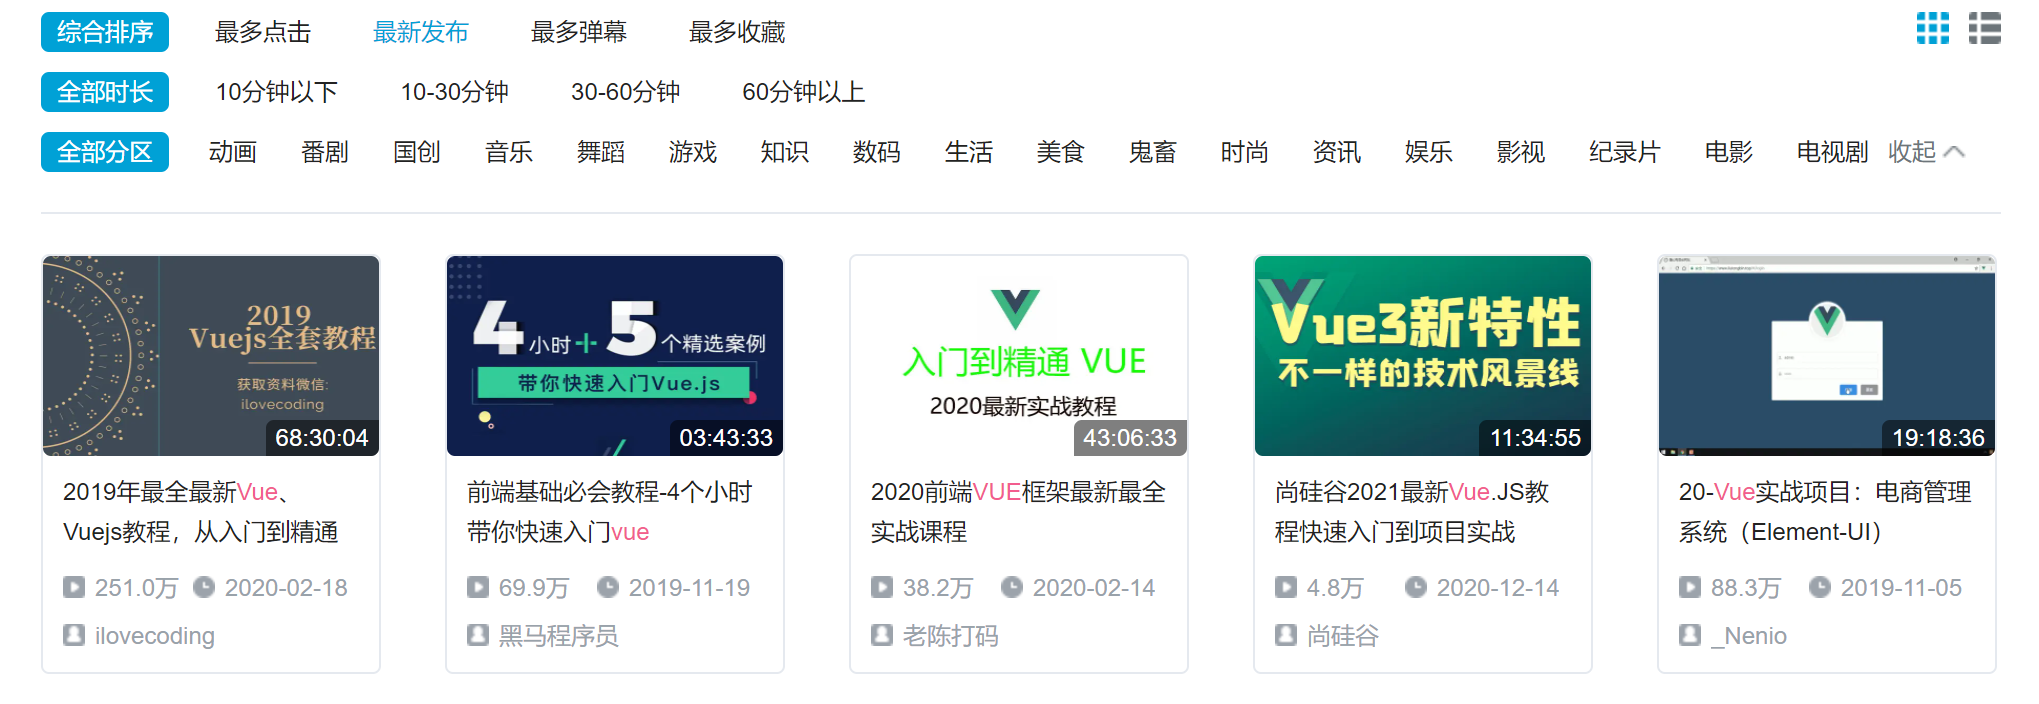 综合排序 最多点击 最新发布 最多弹幕 最多收藏
全部时长 10分钟以下 10-30分钟 30-60分钟 60分钟以上
全部分区 动画 番剧 国创 音乐 舞蹈 游戏 知识 数码 生活 美食 鬼畜 时尚 资讯 娱乐 影视 纪录片 电影 电视剧 收起
2019
Vuejs全套教程
获取资料微信:
ilovecoding
68:30:04
2019年最全最新Vue、
Vuejs教程，从入门到精通
251.0万 2020-02-18
ilovecoding
4小时+5个精选案例
带你快速入门Vue.js
03:43:33
前端基础必会教程-4个小时
带你快速入门vue
69.9万 2019-11-19
黑马程序员
入门到精通 VUE
2020最新实战教程
43:06:33
2020前端VUE框架最新最全
实战课程
38.2万 2020-02-14
老陈打码
Vue3新特性
不一样的技术风景线
11:34:55
尚硅谷2021最新Vue.JS教
程快速入门到项目实战
4.8万 2020-12-14
尚硅谷
19:18:36
20-Vue实战项目：电商管理
系统（Element-UI）
88.3万 2019-11-05
_Nenio